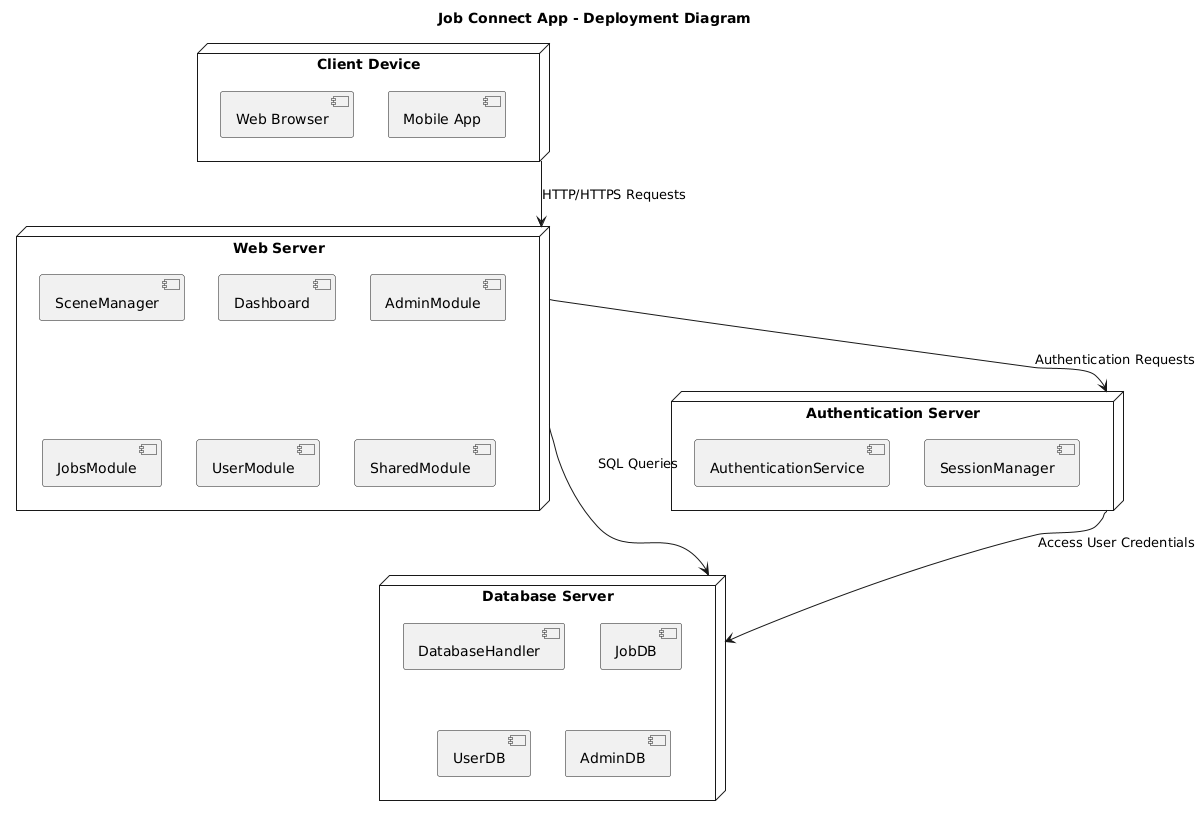 Job Connect App - Deployment Diagram
Client Device
Web Browser
Mobile App
HTTP/HTTPS Requests
Web Server
SceneManager
Dashboard
AdminModule
JobsModule
UserModule
SharedModule
Authentication Requests
Authentication Server
AuthenticationService
SessionManager
SQL Queries
Access User Credentials
Database Server
DatabaseHandler
JobDB
UserDB
AdminDB